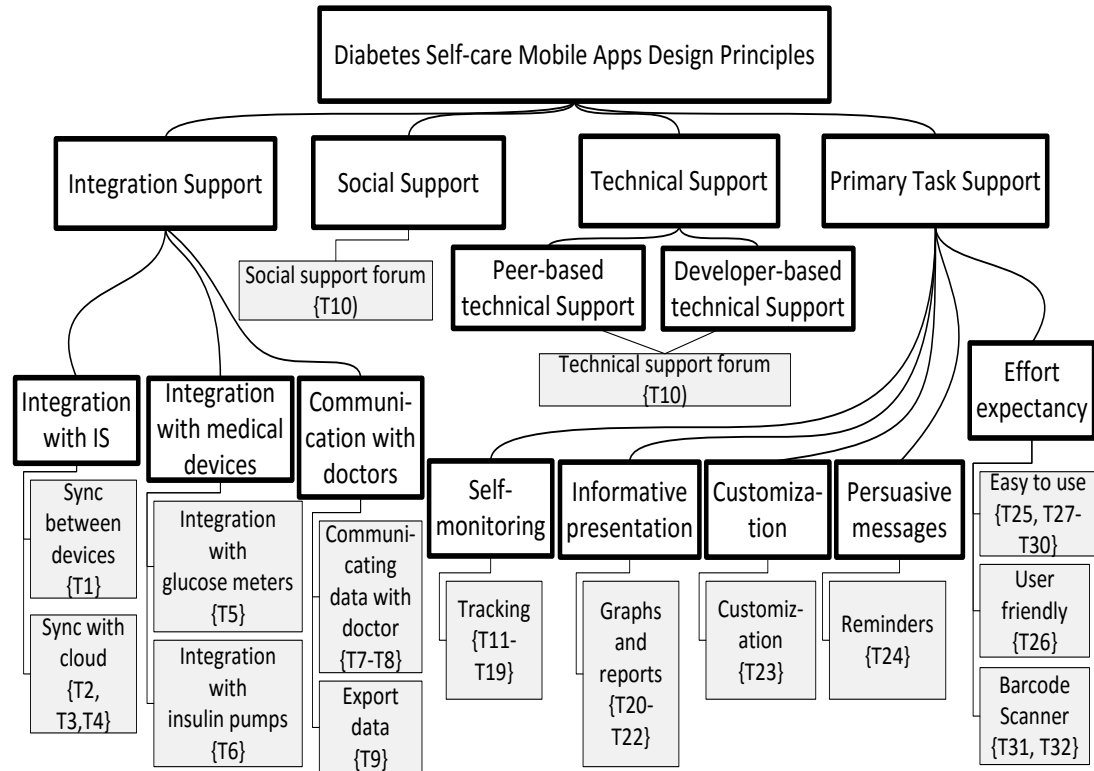 Diabetes Self-care Mobile Apps Design Principles
Integration Support
Social Support
Technical Support
Primary Task Support
Social support forum
{T10)
Peer-based
technical Support
Developer-based
technical Support
Technical support forum
{T10)
Integration
with IS
Integration
with medical
devices
Communi-
cation with
doctors
Effort
expectancy
Self-
monitoring
Informative
presentation
Customiza-
tion
Persuasive
messages
Sync
between
devices
{T1}
Sync with
cloud
{T2,
T3,T4}
Integration
with
glucose meters
{T5}
Integration
with
insulin pumps
{T6}
Communi-
cating
data with
doctor
{T7-T8}
Export
data
{T9}
Tracking
{T11-
T19}
Graphs
and
reports
{T20-
T22}
Customiz-
ation
{T23}
Reminders
{T24}
Easy to use
{T25, T27-
T30}
User
friendly
{T26}
Barcode
Scanner
{T31, T32}